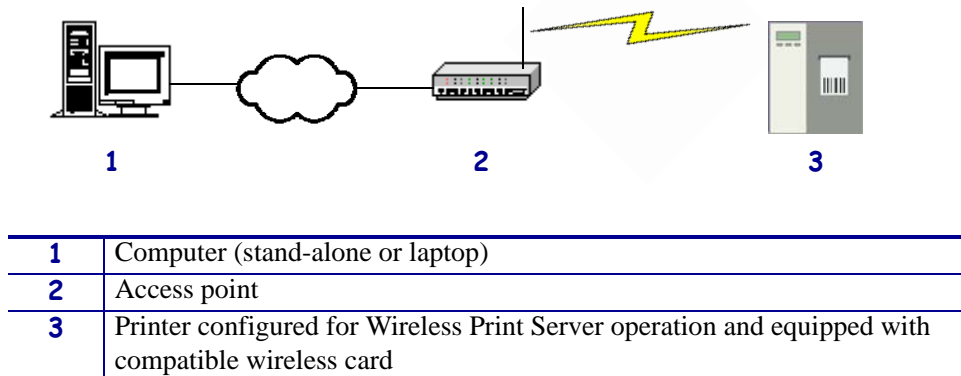 1 2 3
1 Computer (stand-alone or laptop)
2 Access point
3 Printer configured for Wireless Print Server operation and equipped with
compatible wireless card